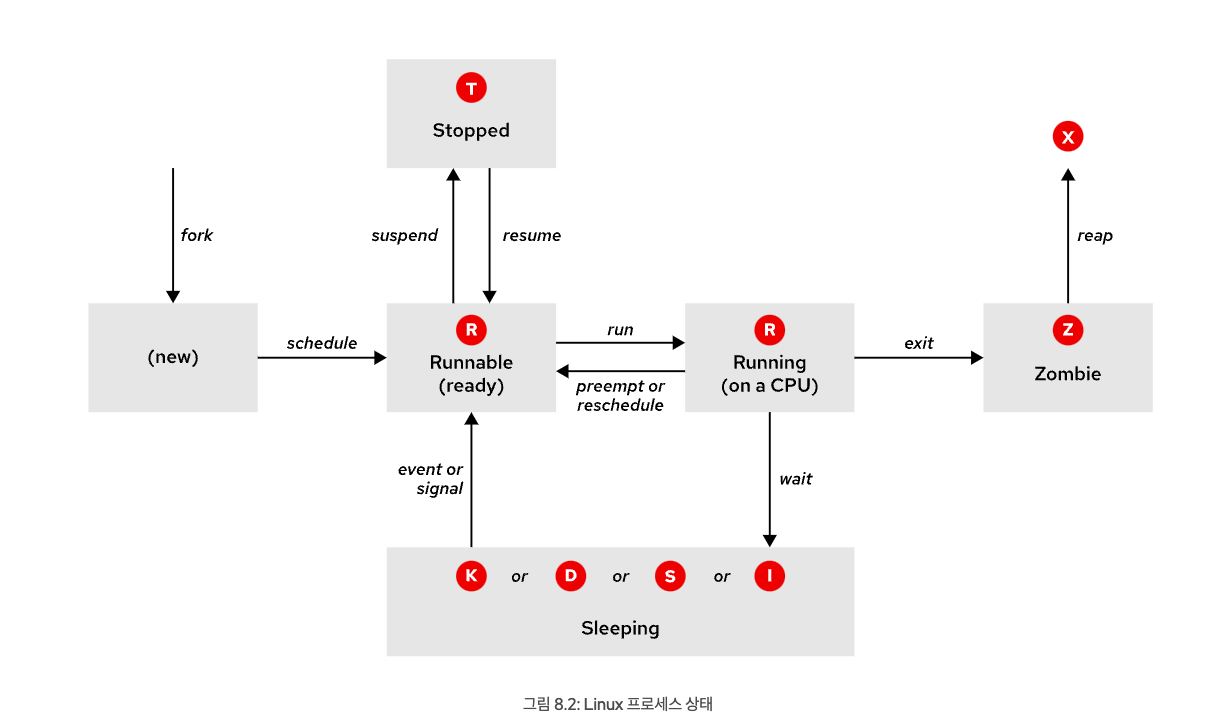 T
Stopped
X
fork
suspend
resume
reap
(new)
schedule
R
Runnable
(ready)
run
preempt or
reschedule
R
Running
(on a CPU)
exit
Z
Zombie
event or
signal
wait
K or D or S or I
Sleeping
그림 8.2: Linux 프로세스 상태